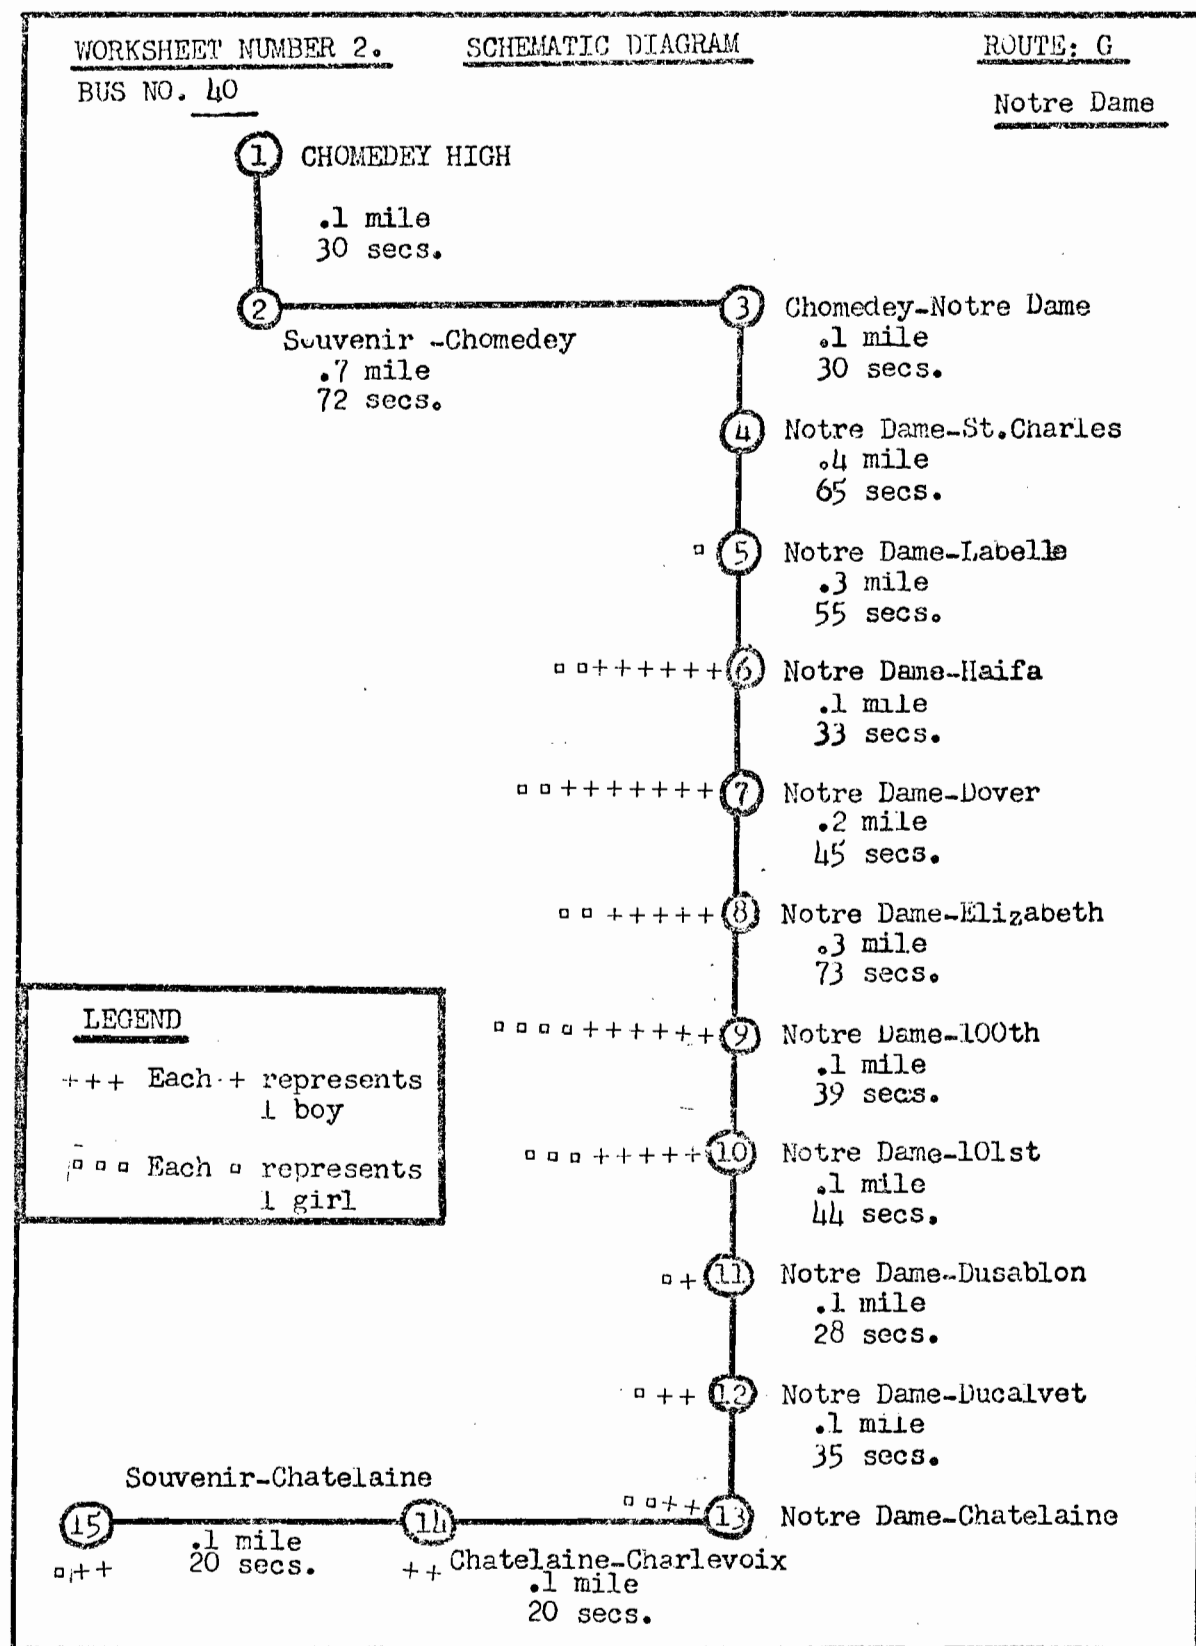 WORKSHEET NUMBER 2. SCHEMATIC DIAGRAM ROUTE: G
BUS NO. 40
Notre Dame
1 CHOMEDEY HIGH
.1 mile
30 secs.
2
Souvenir -Chomedey
.7 mile
72 secs.
3 Chomedey-Notre Dame
.1 mile
30 secs.
4 Notre Dame-St.Charles
.4 mile
65 secs.
▫ 5 Notre Dame-Labelle
.3 mile
55 secs.
▫ ▫++++++ 6 Notre Dame-Haifa
.1 mile
33 secs.
▫ ▫+++++++ 7 Notre Dame-Dover
.2 mile
45 secs.
▫ ▫ +++++ 8 Notre Dame-Elizabeth
.3 mile
73 secs.
▫ ▫ ▫ ▫++++++ 9 Notre Dame-100th
.1 mile
39 secs.
▫ ▫ ▫ +++++ 10 Notre Dame-101st
.1 mile
44 secs.
▫ + 11 Notre Dame-Dusablon
.1 mile
28 secs.
▫ ++ 12 Notre Dame-Ducalvet
.1 mile
35 secs.
▫ ▫++ 13 Notre Dame-Chatelaine
LEGEND
+++ Each + represents
1 boy
▫ ▫ ▫ Each ▫ represents
1 girl
Souvenir-Chatelaine
15
.1 mile
20 secs.
▫++
14
++ Chatelaine-Charlevoix
.1 mile
20 secs.